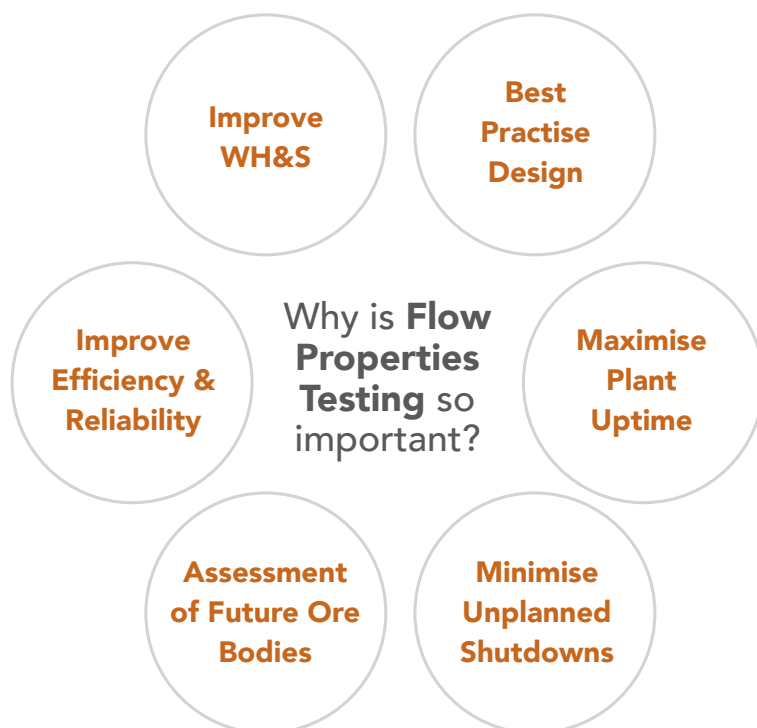 Improve
WH&S
Best
Practise
Design
Improve
Efficiency &
Reliability
Why is Flow
Properties
Testing so
important?
Maximise
Plant
Uptime
Assessment
of Future Ore
Bodies
Minimise
Unplanned
Shutdowns